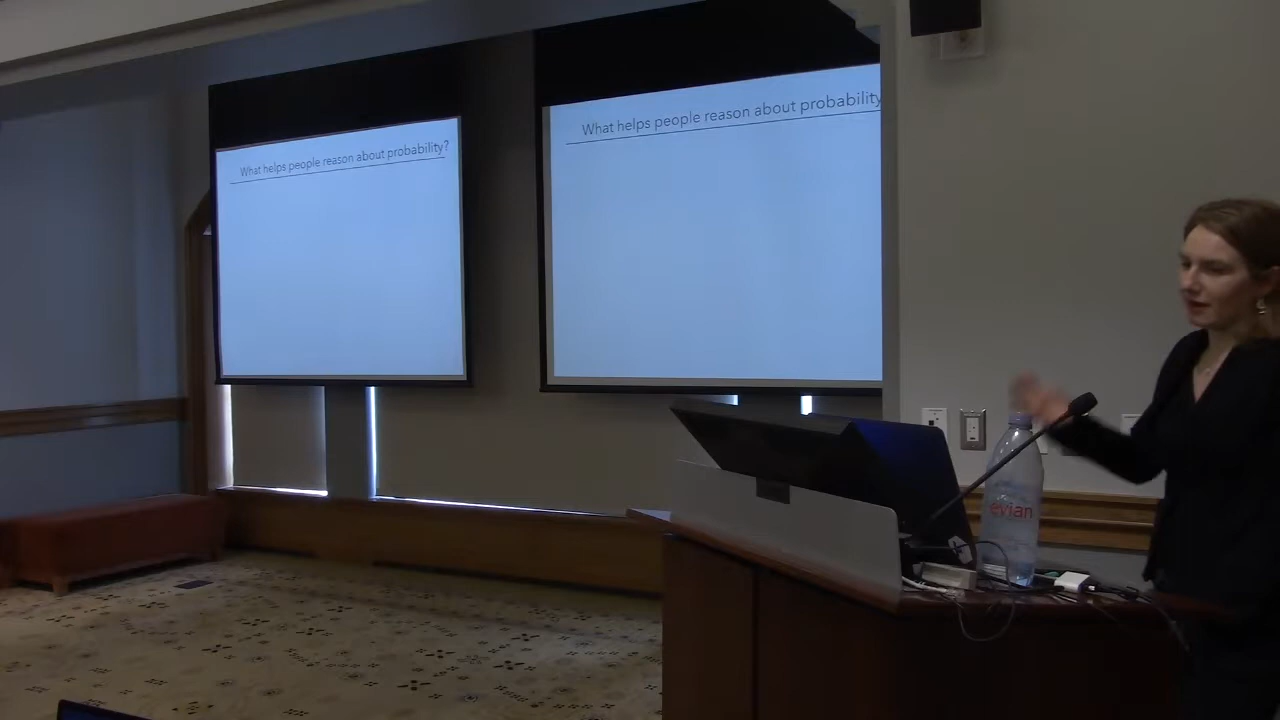 What helps people reason about probability?
What helps people reason about probability
evian